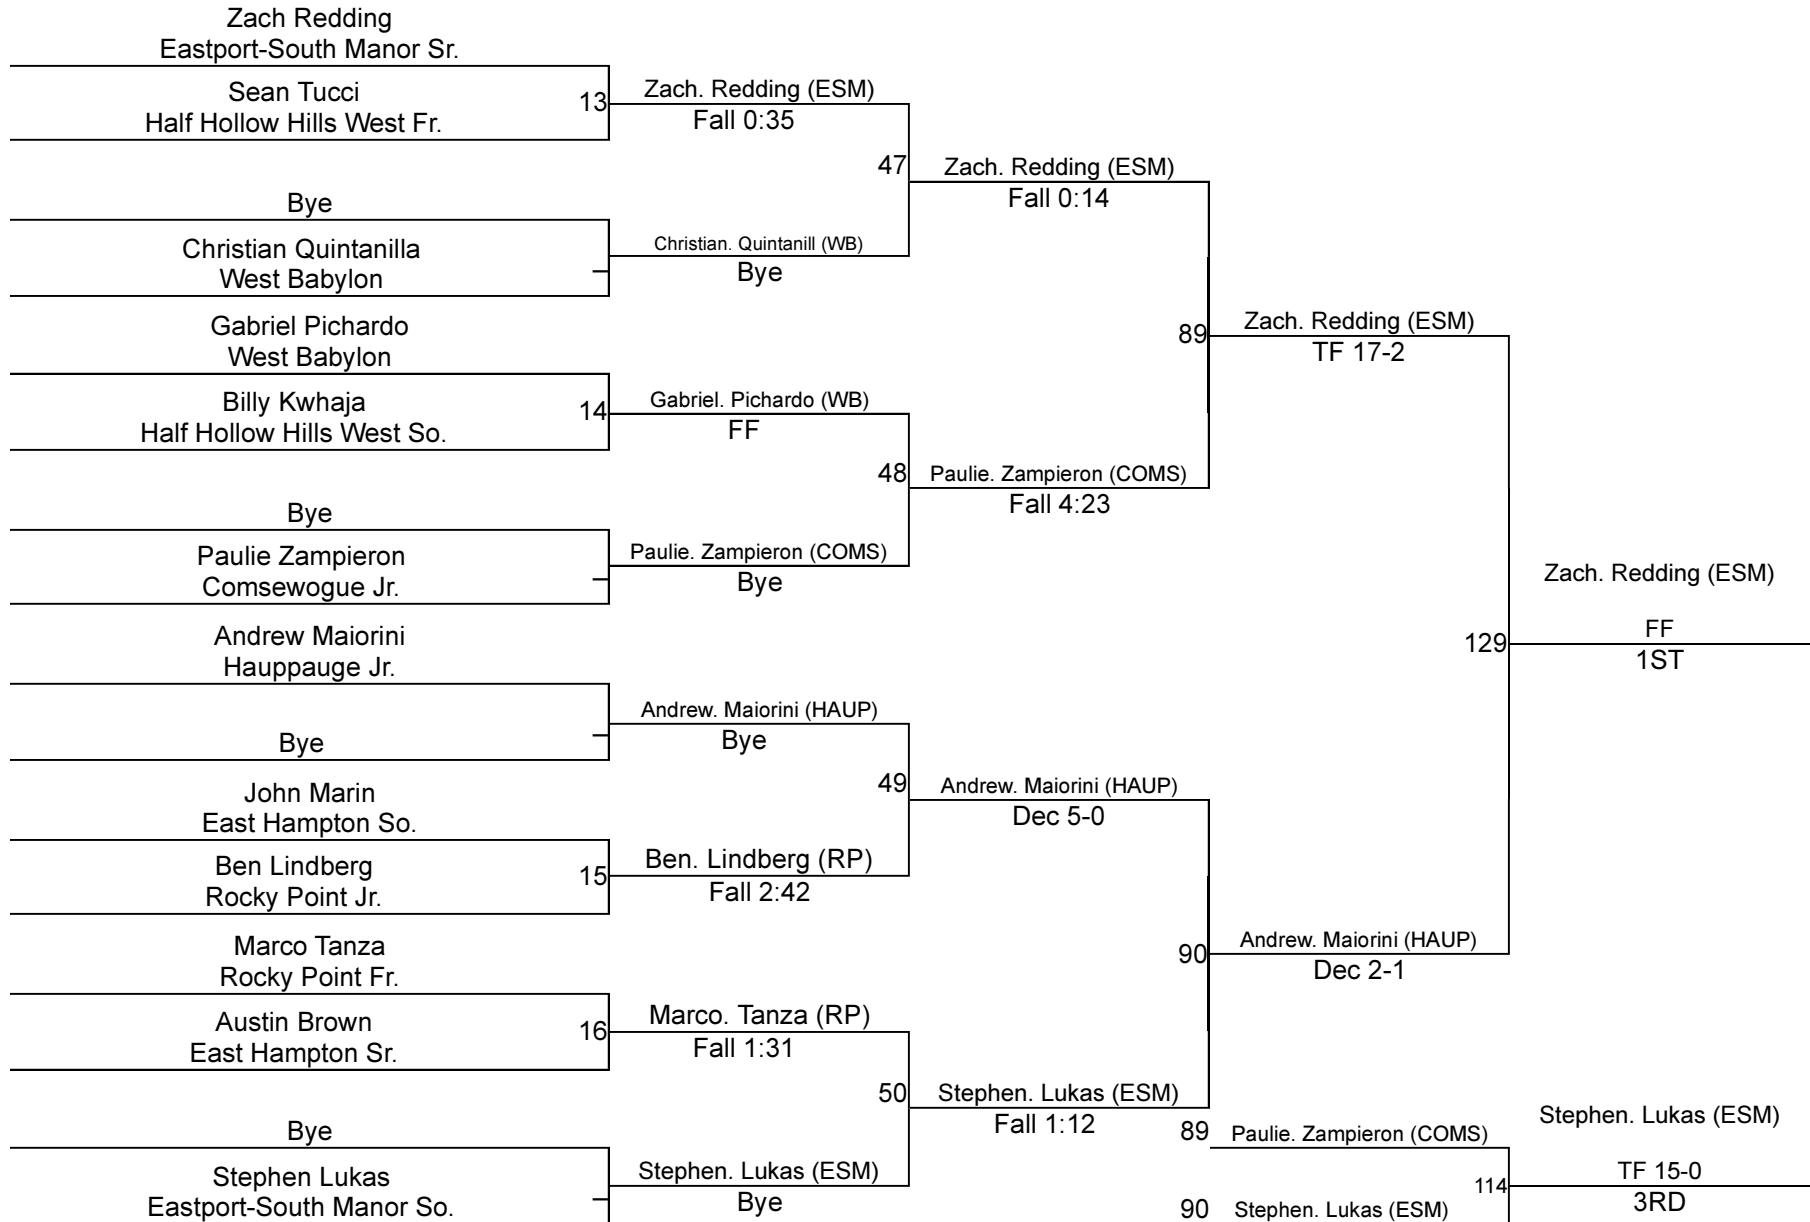 Zach Redding
Eastport-South Manor Sr.
Sean Tucci
Half Hollow Hills West Fr.
13
Zach. Redding (ESM)
Fall 0:35
Bye
Christian Quintanilla
West Babylon
Christian. Quintanill (WB)
Bye
47
Zach. Redding (ESM)
Fall 0:14
Gabriel Pichardo
West Babylon
Billy Kwhaja
Half Hollow Hills West So.
14
Gabriel. Pichardo (WB)
FF
Bye
Paulie Zampieron
Comsewogue Jr.
Paulie. Zampieron (COMS)
Bye
48
Paulie. Zampieron (COMS)
Fall 4:23
89
Zach. Redding (ESM)
TF 17-2
Andrew Maiorini
Hauppauge Jr.
Bye
Andrew. Maiorini (HAUP)
Bye
John Marin
East Hampton So.
Ben Lindberg
Rocky Point Jr.
15
Ben. Lindberg (RP)
Fall 2:42
49
Andrew. Maiorini (HAUP)
Dec 5-0
Marco Tanza
Rocky Point Fr.
Austin Brown
East Hampton Sr.
16
Marco. Tanza (RP)
Fall 1:31
Bye
Stephen Lukas
Eastport-South Manor So.
Stephen. Lukas (ESM)
Bye
50
Stephen. Lukas (ESM)
Fall 1:12
90
Andrew. Maiorini (HAUP)
Dec 2-1
129
Zach. Redding (ESM)
FF
1ST
89
Paulie. Zampieron (COMS)
90
Stephen. Lukas (ESM)
114
Stephen. Lukas (ESM)
TF 15-0
3RD